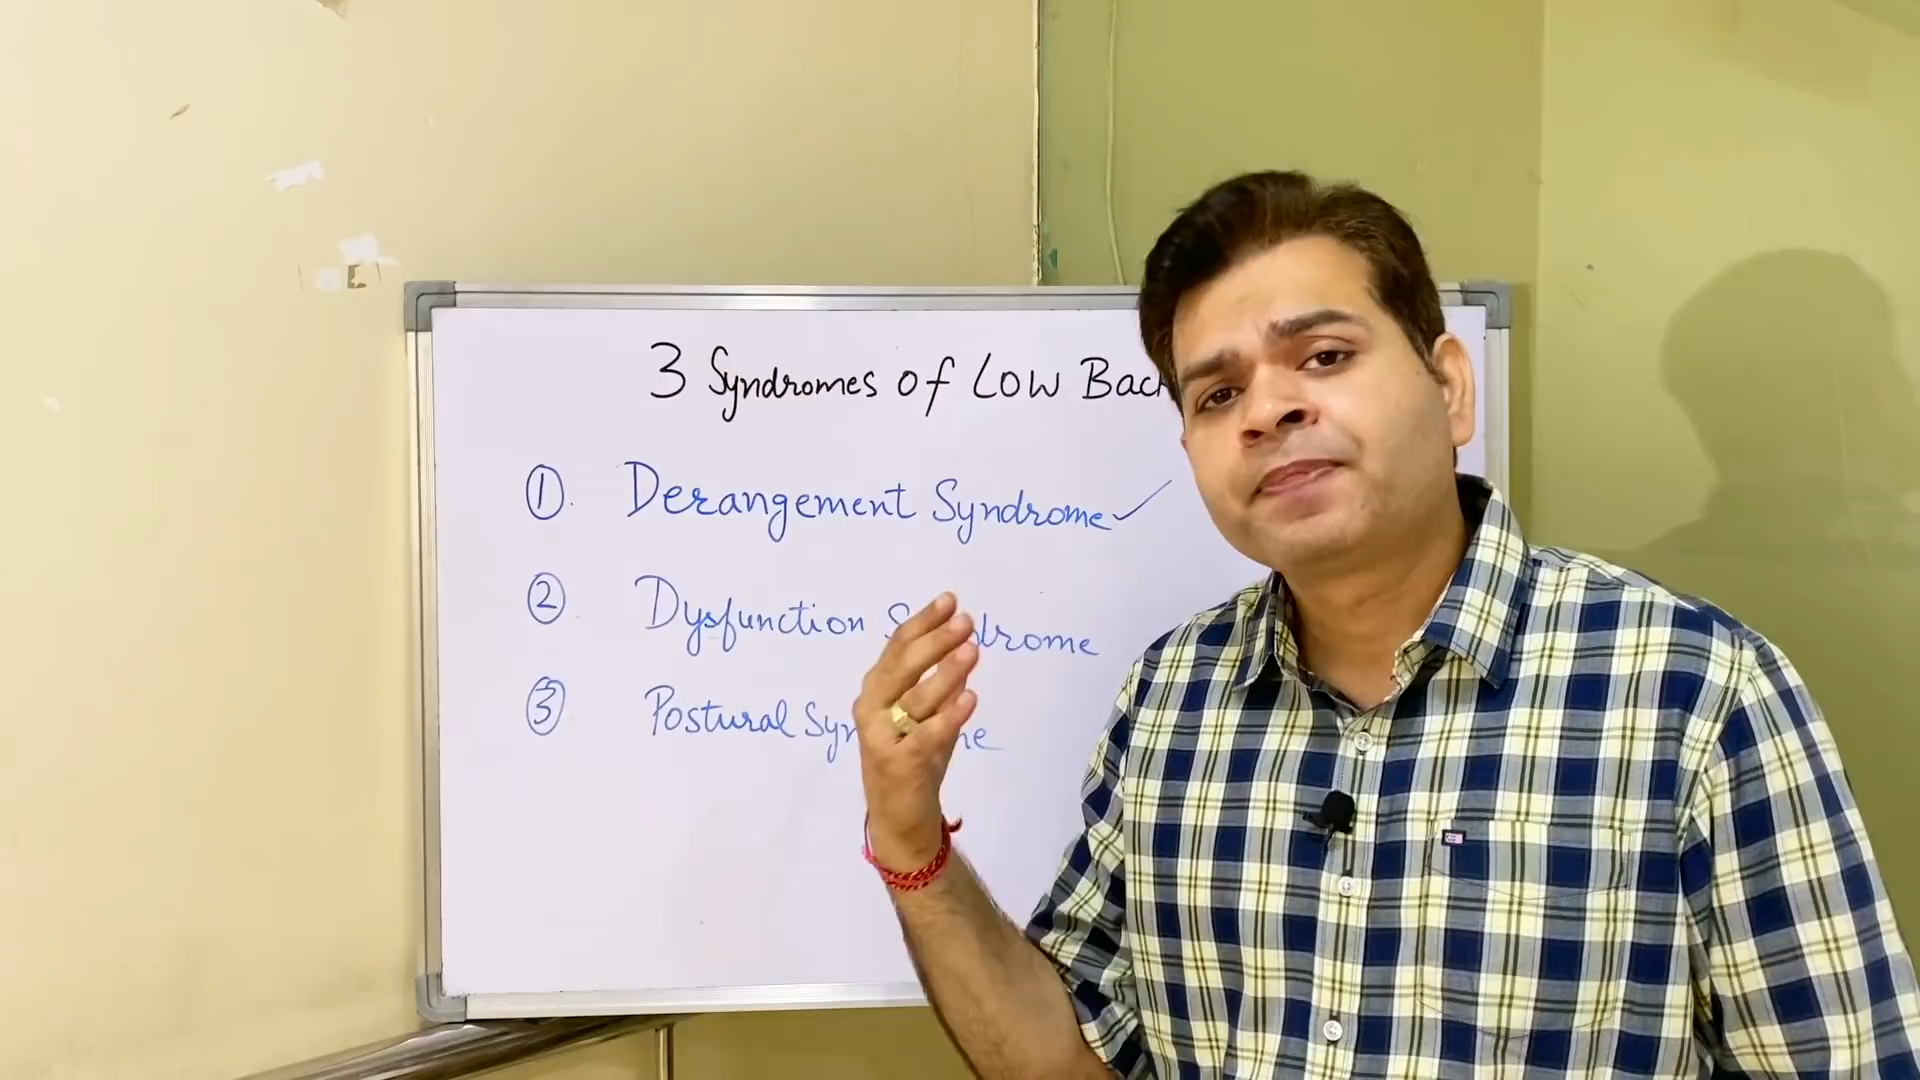 3 Syndromes of Low Back
① Derangement Syndrome ✓
② Dysfunction Syndrome
③ Postural Syndrome